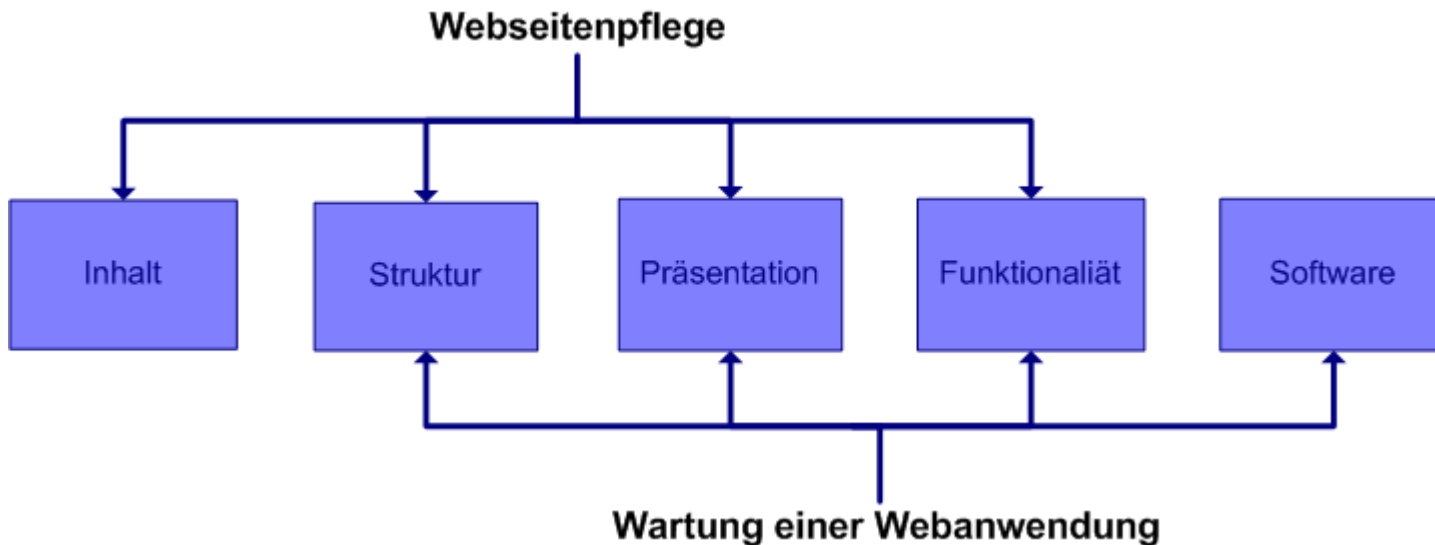 Webseitenpflege
Inhalt
Struktur
Präsentation
Funktionaliät
Software
Wartung einer Webanwendung